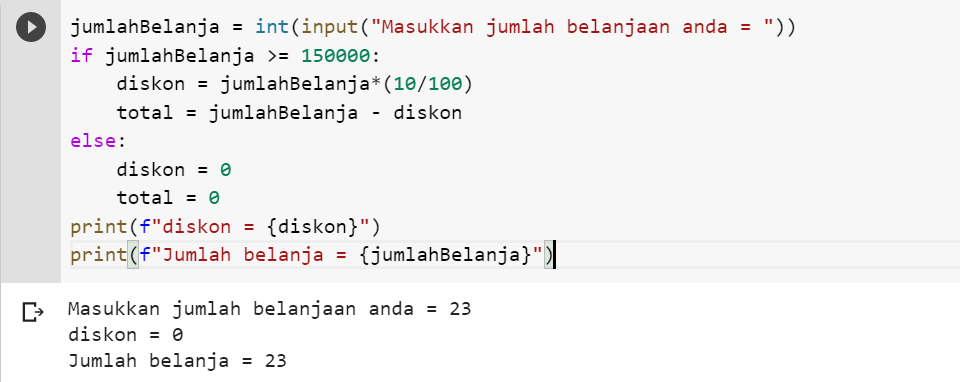 jumlahBelanja = int(input("Masukkan jumlah belanjaan anda = "))
if jumlahBelanja >= 150000:
    diskon = jumlahBelanja*(10/100)
    total = jumlahBelanja - diskon
else:
    diskon = 0
    total = 0
print(f"diskon = {diskon}")
print(f"Jumlah belanja = {jumlahBelanja}")
Masukkan jumlah belanjaan anda = 23
diskon = 0
Jumlah belanja = 23